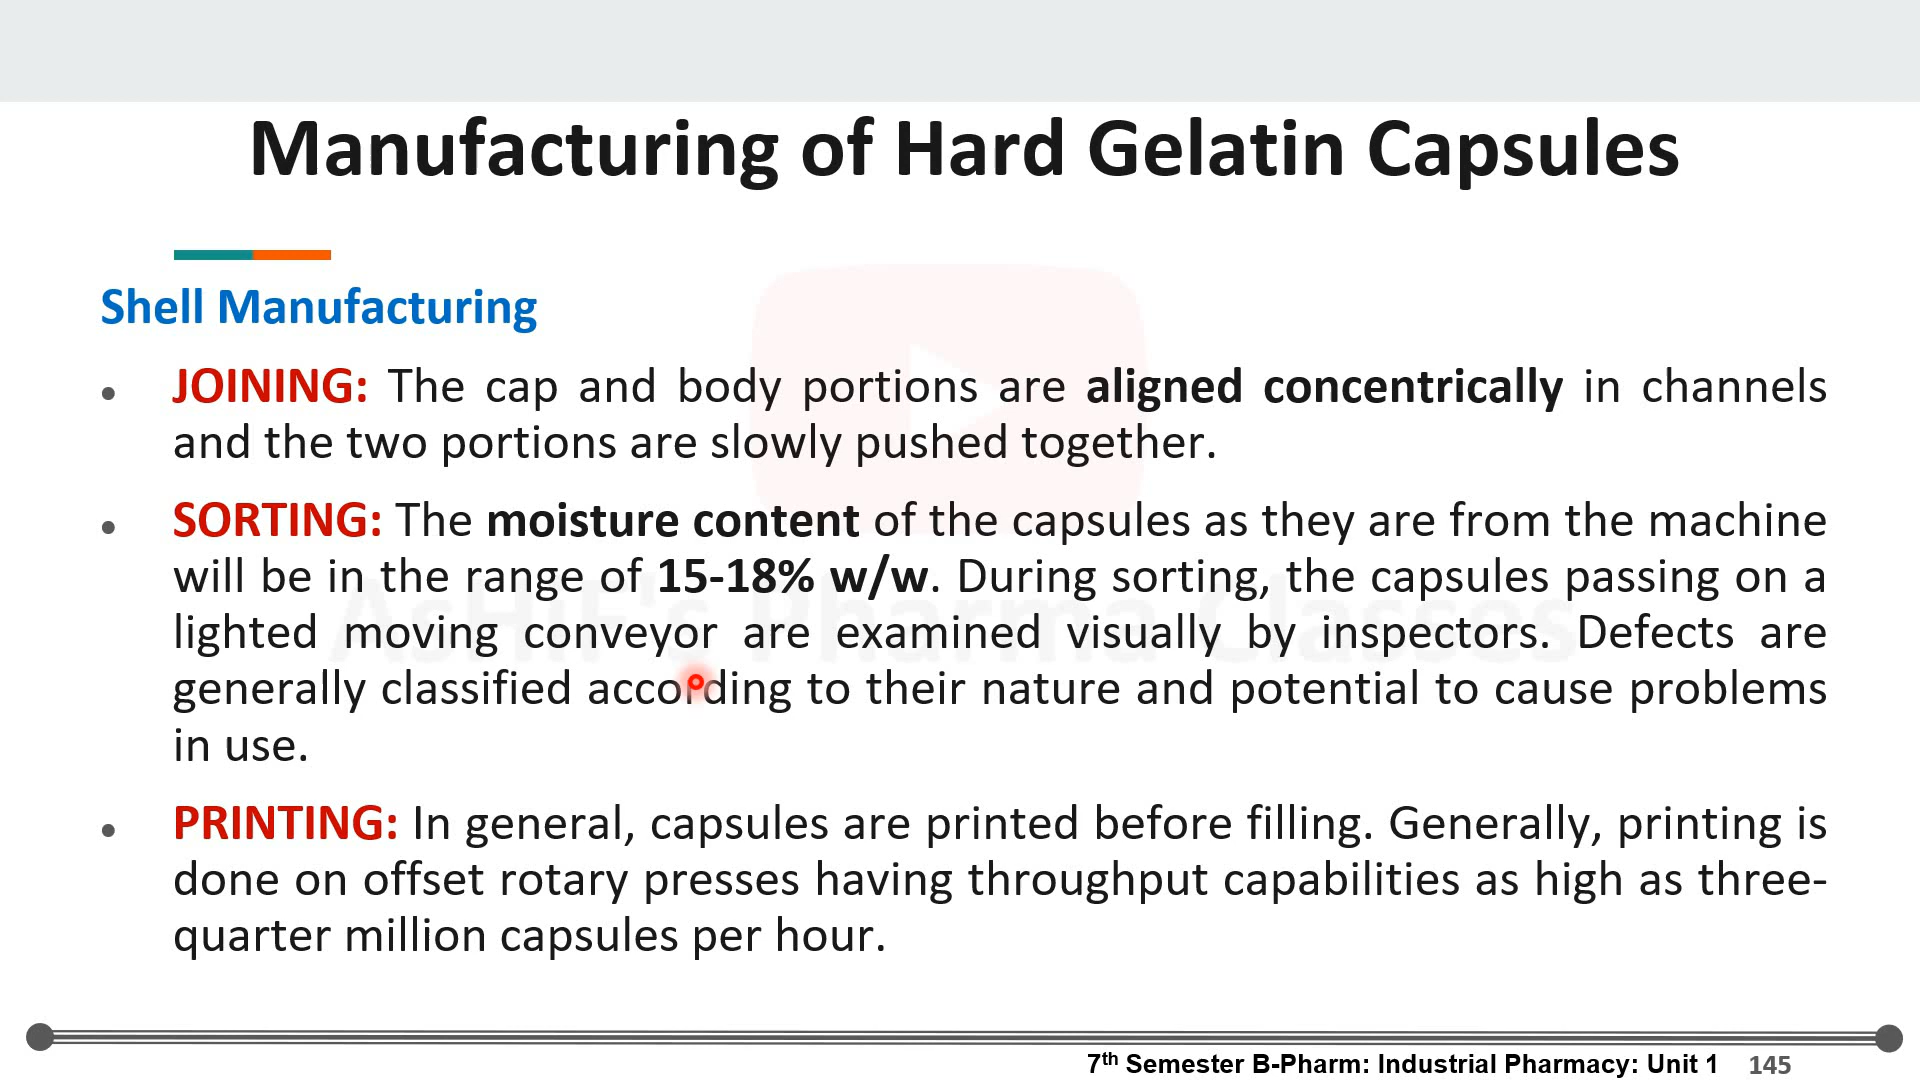 Manufacturing of Hard Gelatin Capsules
Shell Manufacturing
• JOINING: The cap and body portions are aligned concentrically in channels
and the two portions are slowly pushed together.
• SORTING: The moisture content of the capsules as they are from the machine
will be in the range of 15-18% w/w. During sorting, the capsules passing on a
lighted moving conveyor are examined visually by inspectors. Defects are
generally classified according to their nature and potential to cause problems
in use.
• PRINTING: In general, capsules are printed before filling. Generally, printing is
done on offset rotary presses having throughput capabilities as high as three-
quarter million capsules per hour.
AsHiF's Pharma Classes
7th Semester B-Pharm: Industrial Pharmacy: Unit 1 145